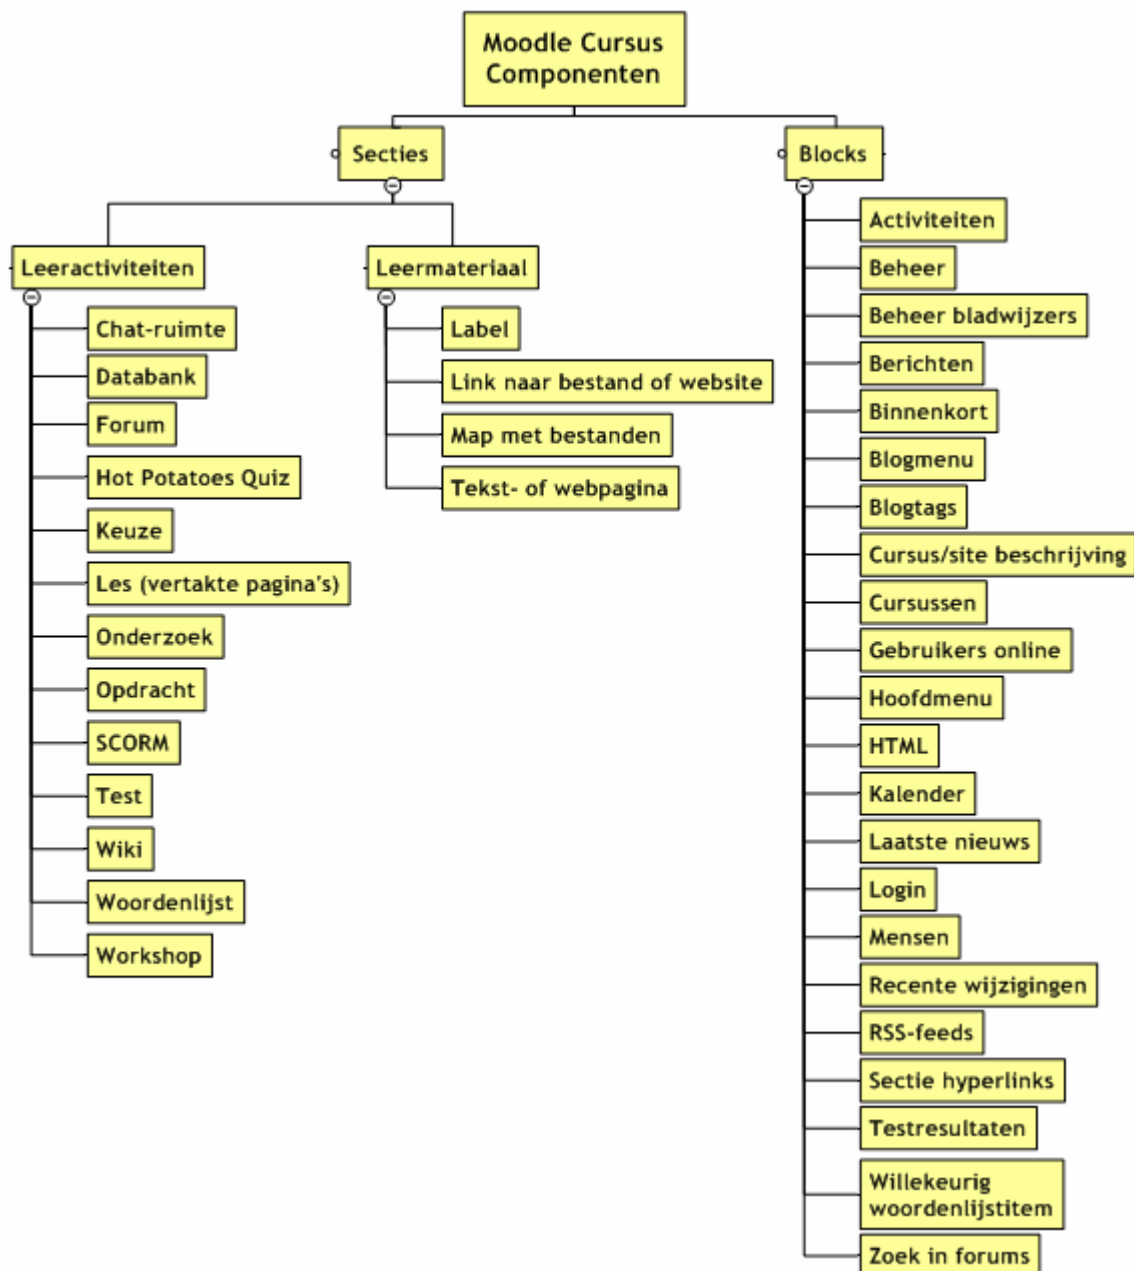 Moodle Cursus
Componenten
Secties
Blocks
Leeractiviteiten
Chat-ruimte
Databank
Forum
Hot Potatoes Quiz
Keuze
Les (vertakte pagina's)
Onderzoek
Opdracht
SCORM
Test
Wiki
Woordenlijst
Workshop
Leermateriaal
Label
Link naar bestand of website
Map met bestanden
Tekst- of webpagina
Activiteiten
Beheer
Beheer bladwijzers
Berichten
Binnenkort
Blogmenu
Blogtags
Cursus/site beschrijving
Cursussen
Gebruikers online
Hoofdmenu
HTML
Kalender
Laatste nieuws
Login
Mensen
Recente wijzigingen
RSS-feeds
Sectie hyperlinks
Testresultaten
Willekeurig
woordenlijstitem
Zoek in forums